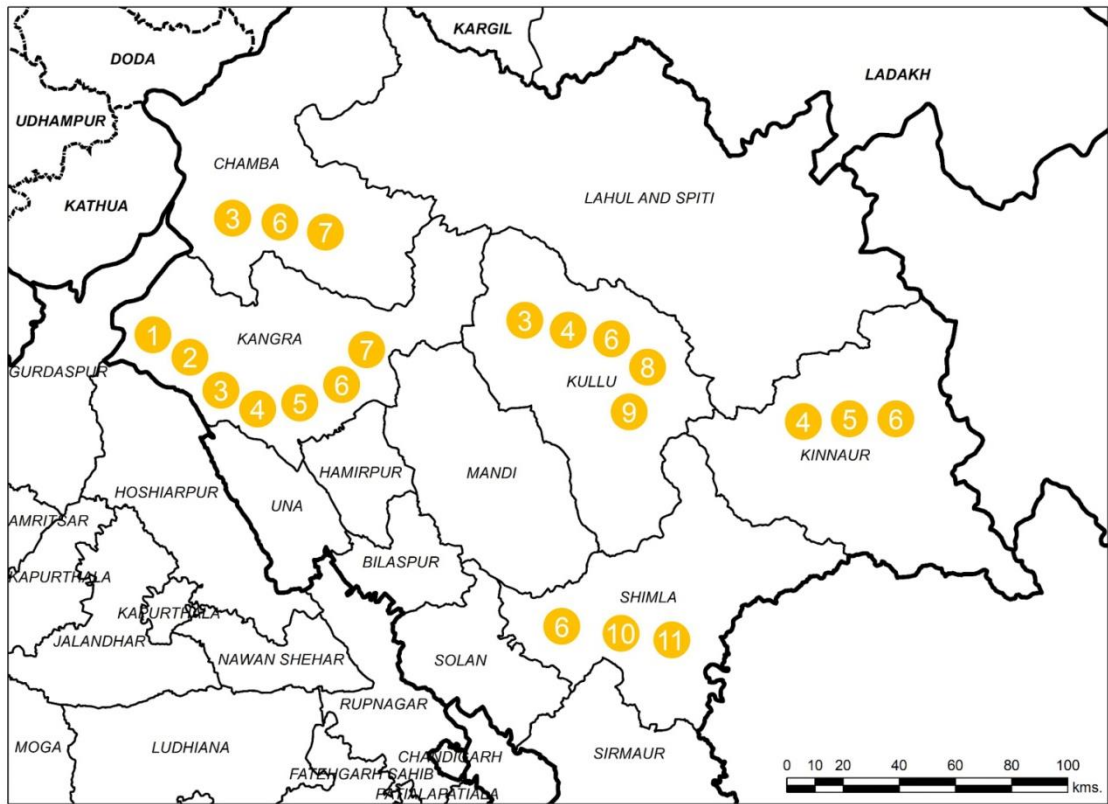 KARGIL
DODA
LADAKH
UDHAMPUR
CHAMBA
LAHUL AND SPITI
KATHUA
3 6 7
1 2 3 4 5 6 7
KANGRA
3 4 6 8 9
KULLU
GURDASPUR
4 5 6
KINNAUR
HAMIRPUR
MANDI
HOSHIARPUR
UNA
AMRITSAR
BILASPUR
KAPURTHALA
SHIMLA
KAPURTHALA
6 10 11
JALANDHAR
NAWAN SHEHAR
SOLAN
RUPNAGAR
MOGA
LUDHIANA
CHANDIGARH
SIRMAUR
FATEHGARH SAHIB
PATIALAPATIALA
0 10 20 40 60 80 100
kms.